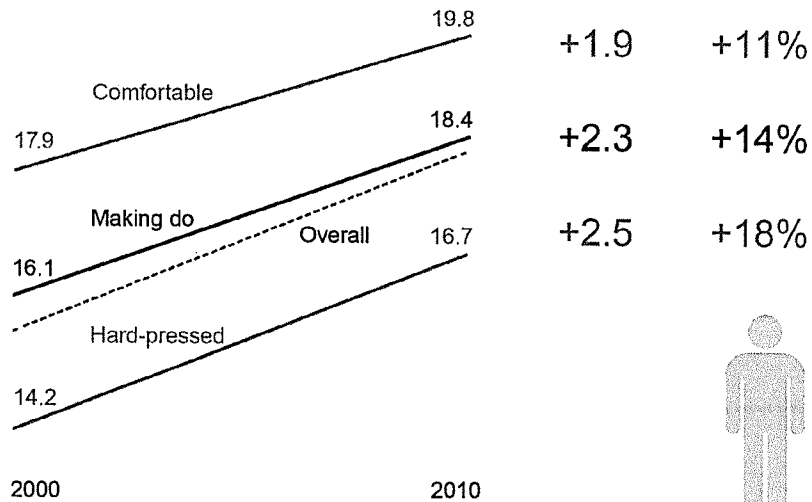 19.8 +1.9 +11%
Comfortable
17.9
18.4 +2.3 +14%
Making do
Overall 16.7 +2.5 +18%
16.1
Hard-pressed
14.2
2000 2010